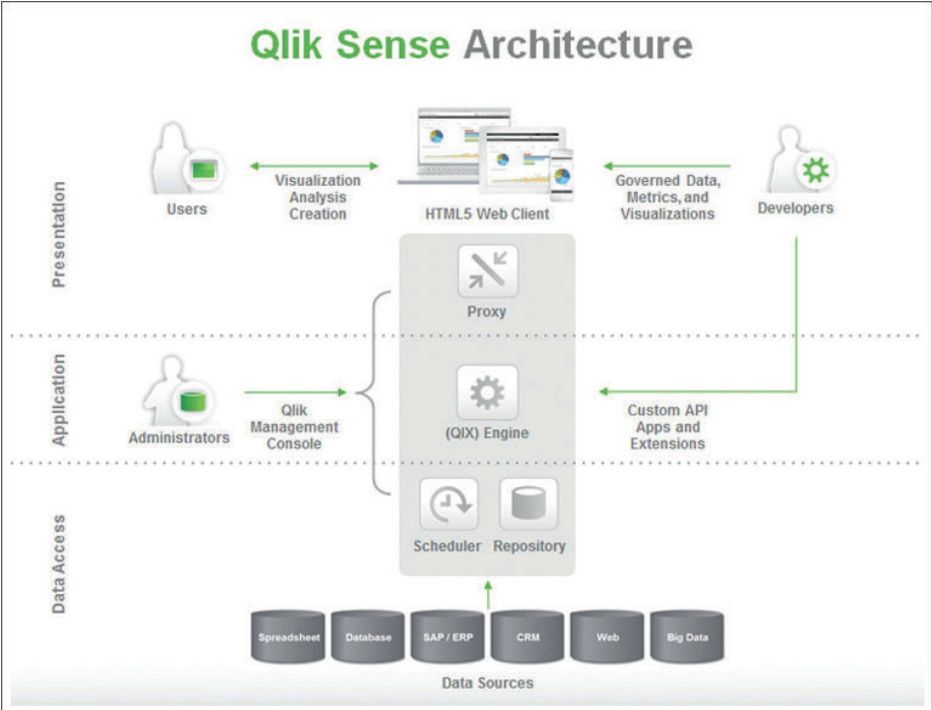 Qlik Sense Architecture
Presentation
Users
Visualization
Analysis
Creation
HTML5 Web Client
Governed Data,
Metrics, and
Visualizations
Developers
Proxy
Application
Administrators
Qlik
Management
Console
(QIX) Engine
Custom API
Apps and
Extensions
Data Access
Scheduler
Repository
Spreadsheet
Database
SAP / ERP
CRM
Web
Big Data
Data Sources